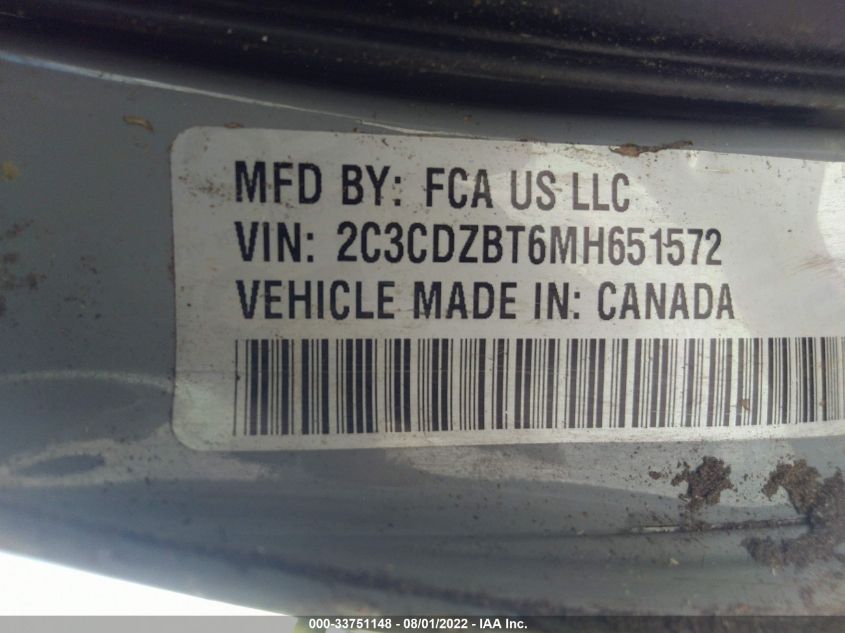 MFD BY: FCA US LLC
VIN: 2C3CDZBT6MH651572
VEHICLE MADE IN: CANADA
000-33751148 - 08/01/2022 - IAA Inc.